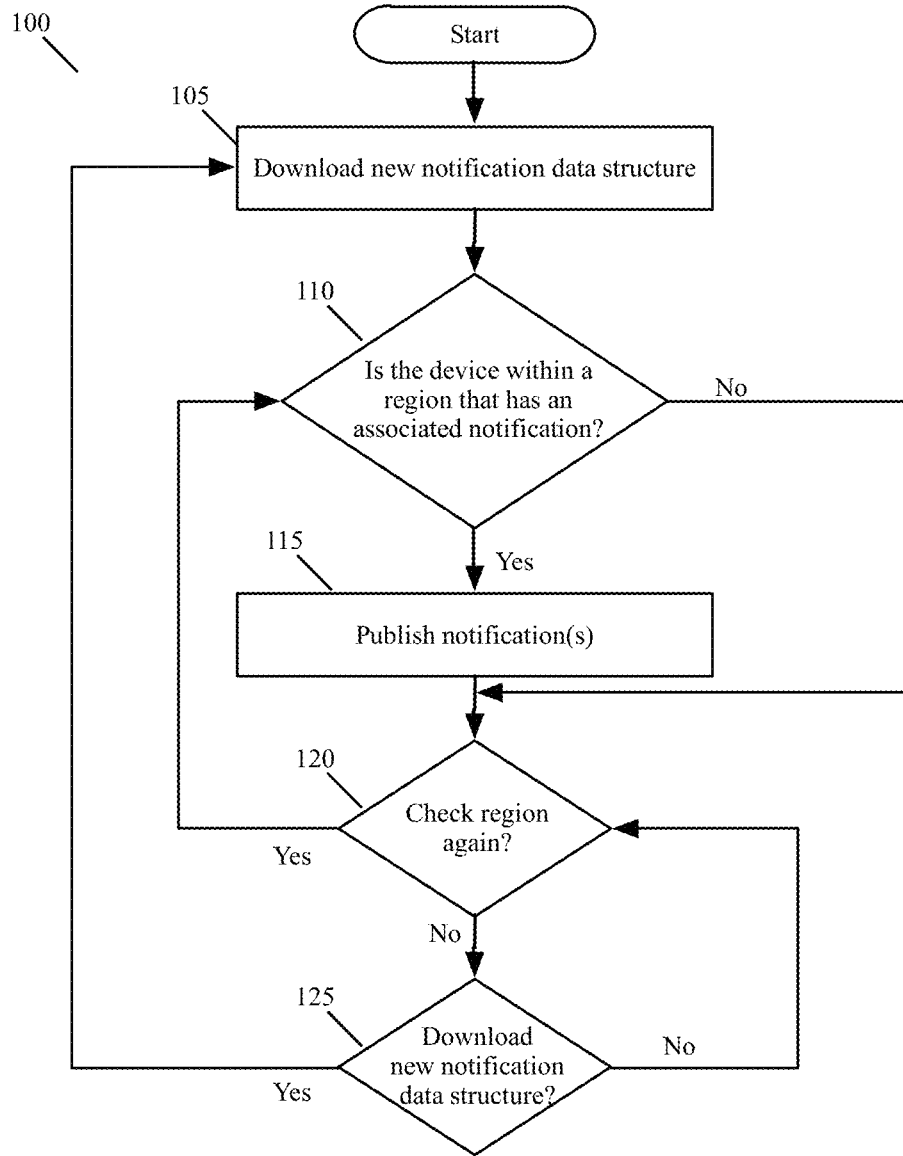 100
Start
105
Download new notification data structure
110
Is the device within a
region that has an
associated notification?
No
115
Yes
Publish notification(s)
120
Check region
again?
Yes
No
125
Download
new notification
data structure?
No
Yes